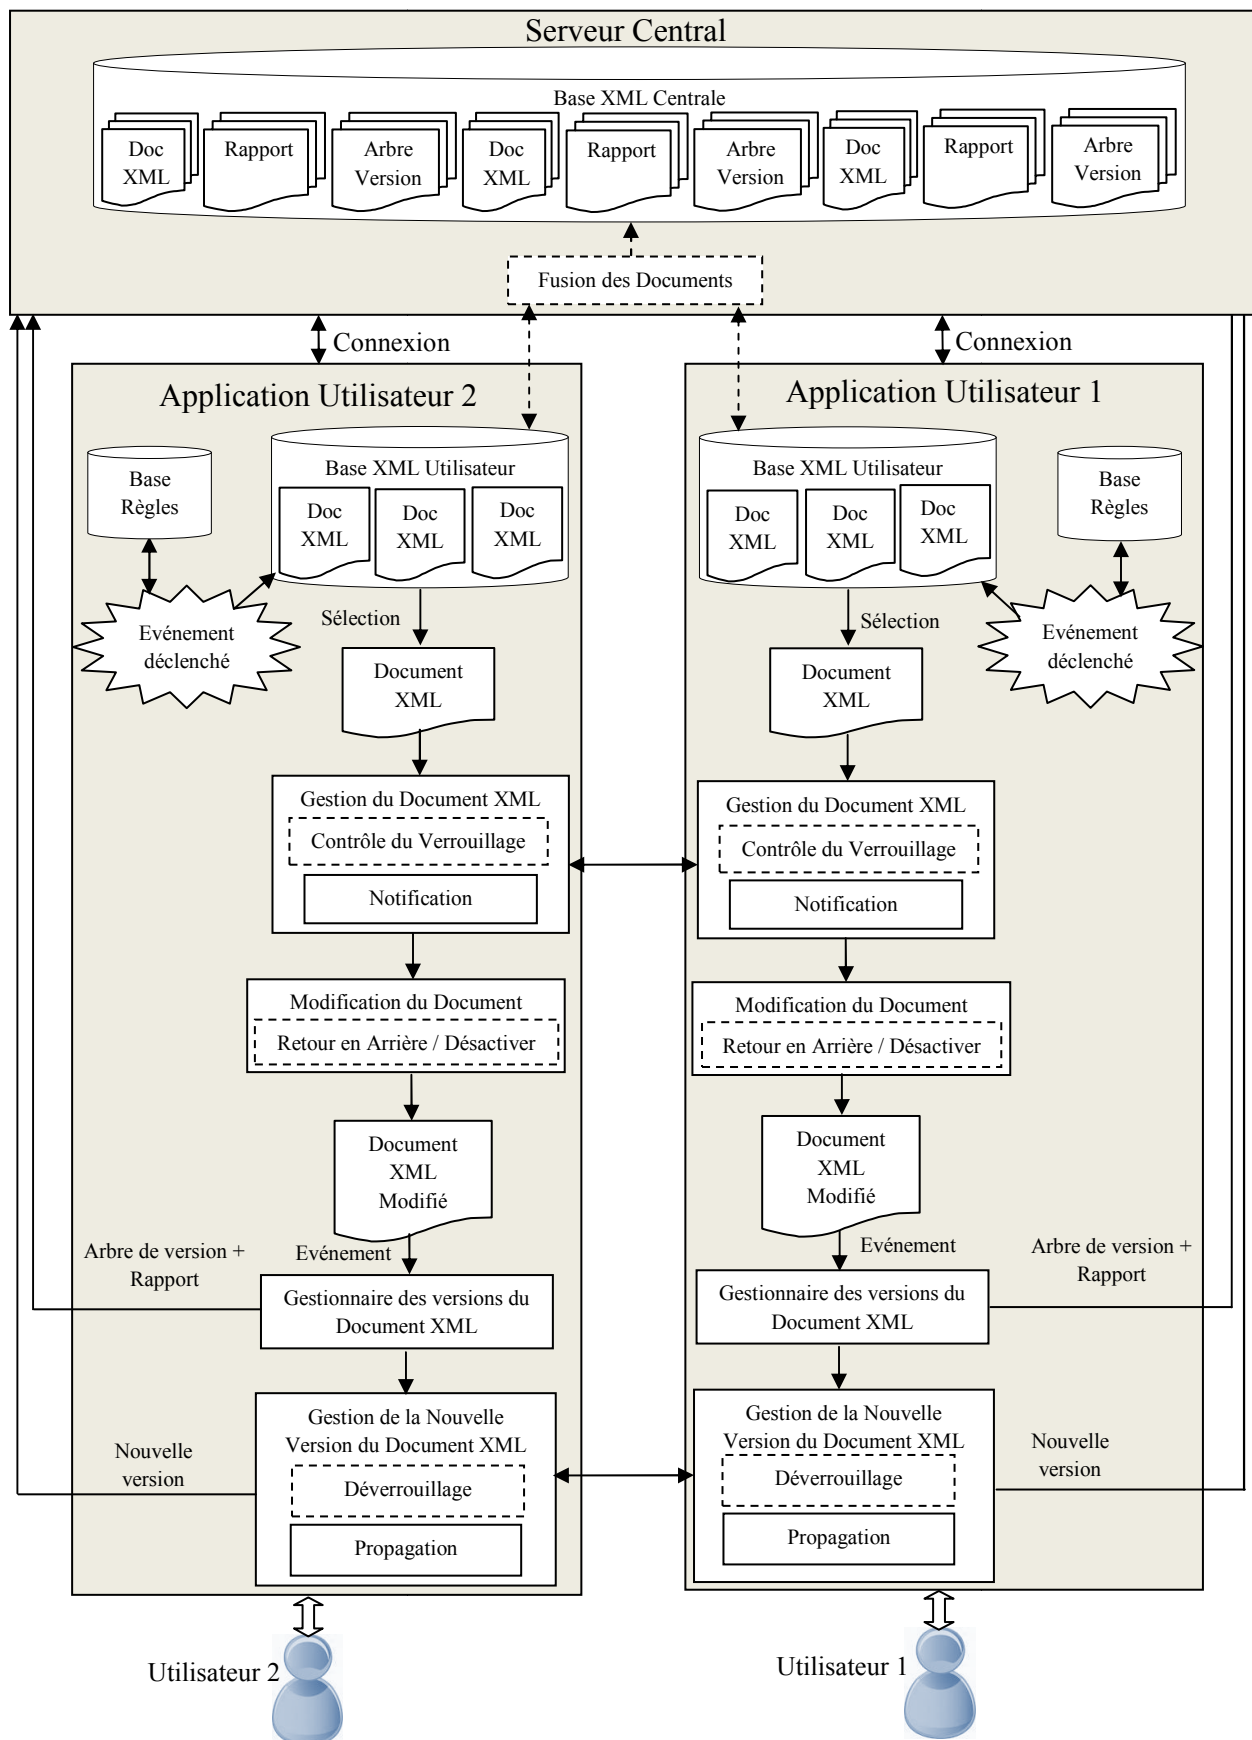 Serveur Central
Base XML Centrale
Doc
XML
Rapport
Arbre
Version
Doc
XML
Rapport
Arbre
Version
Doc
XML
Rapport
Arbre
Version
Fusion des Documents
Connexion
Connexion
Application Utilisateur 2
Base
Règles
Base XML Utilisateur
Doc
XML
Doc
XML
Doc
XML
Evénement
déclenché
Sélection
Document
XML
Gestion du Document XML
Contrôle du Verrouillage
Notification
Modification du Document
Retour en Arrière / Désactiver
Document
XML
Modifié
Evénement
Arbre de version +
Rapport
Gestionnaire des versions du
Document XML
Gestion de la Nouvelle
Version du Document XML
Nouvelle
version
Déverrouillage
Propagation
Utilisateur 2
Application Utilisateur 1
Base XML Utilisateur
Doc
XML
Doc
XML
Doc
XML
Base
Règles
Evénement
déclenché
Sélection
Document
XML
Gestion du Document XML
Contrôle du Verrouillage
Notification
Modification du Document
Retour en Arrière / Désactiver
Document
XML
Modifié
Evénement
Arbre de version +
Rapport
Gestionnaire des versions du
Document XML
Gestion de la Nouvelle
Version du Document XML
Nouvelle
version
Déverrouillage
Propagation
Utilisateur 1